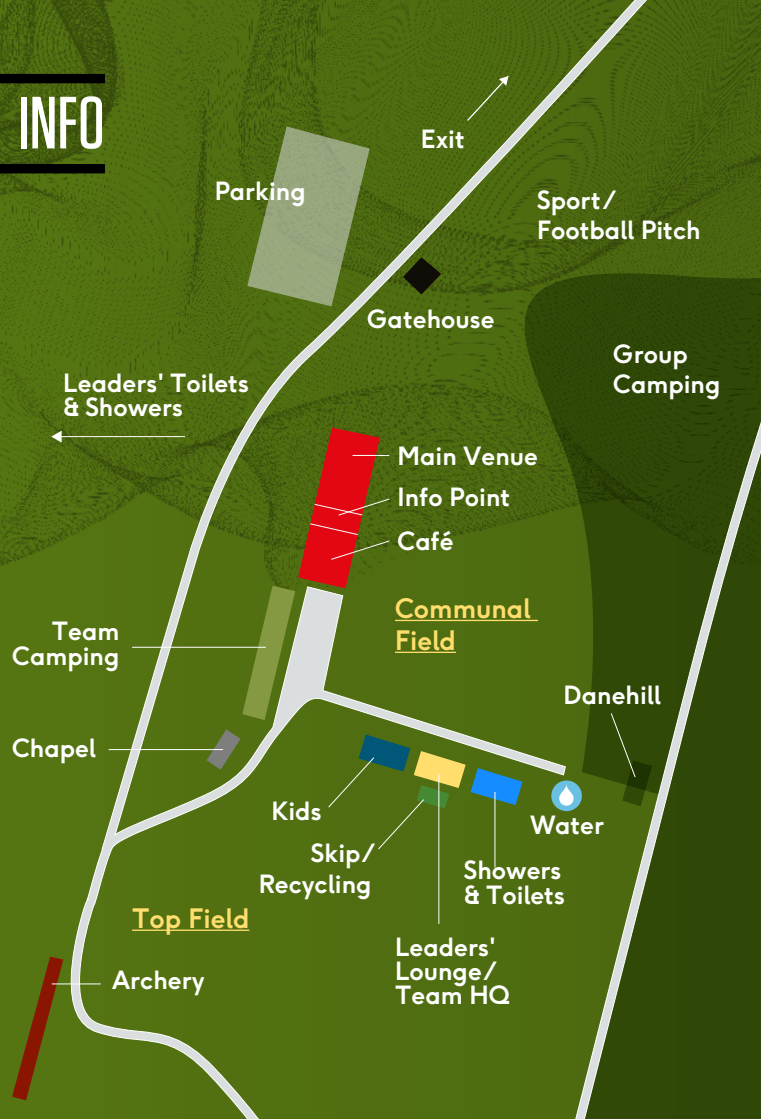 INFO
Exit
Parking
Sport/
Football Pitch
Gatehouse
Group
Camping
Leaders' Toilets
& Showers
Main Venue
Info Point
Café
Communal
Field
Team
Camping
Danehill
Chapel
Kids
Water
Skip/
Recycling
Showers
& Toilets
Top Field
Leaders'
Lounge/
Team HQ
Archery